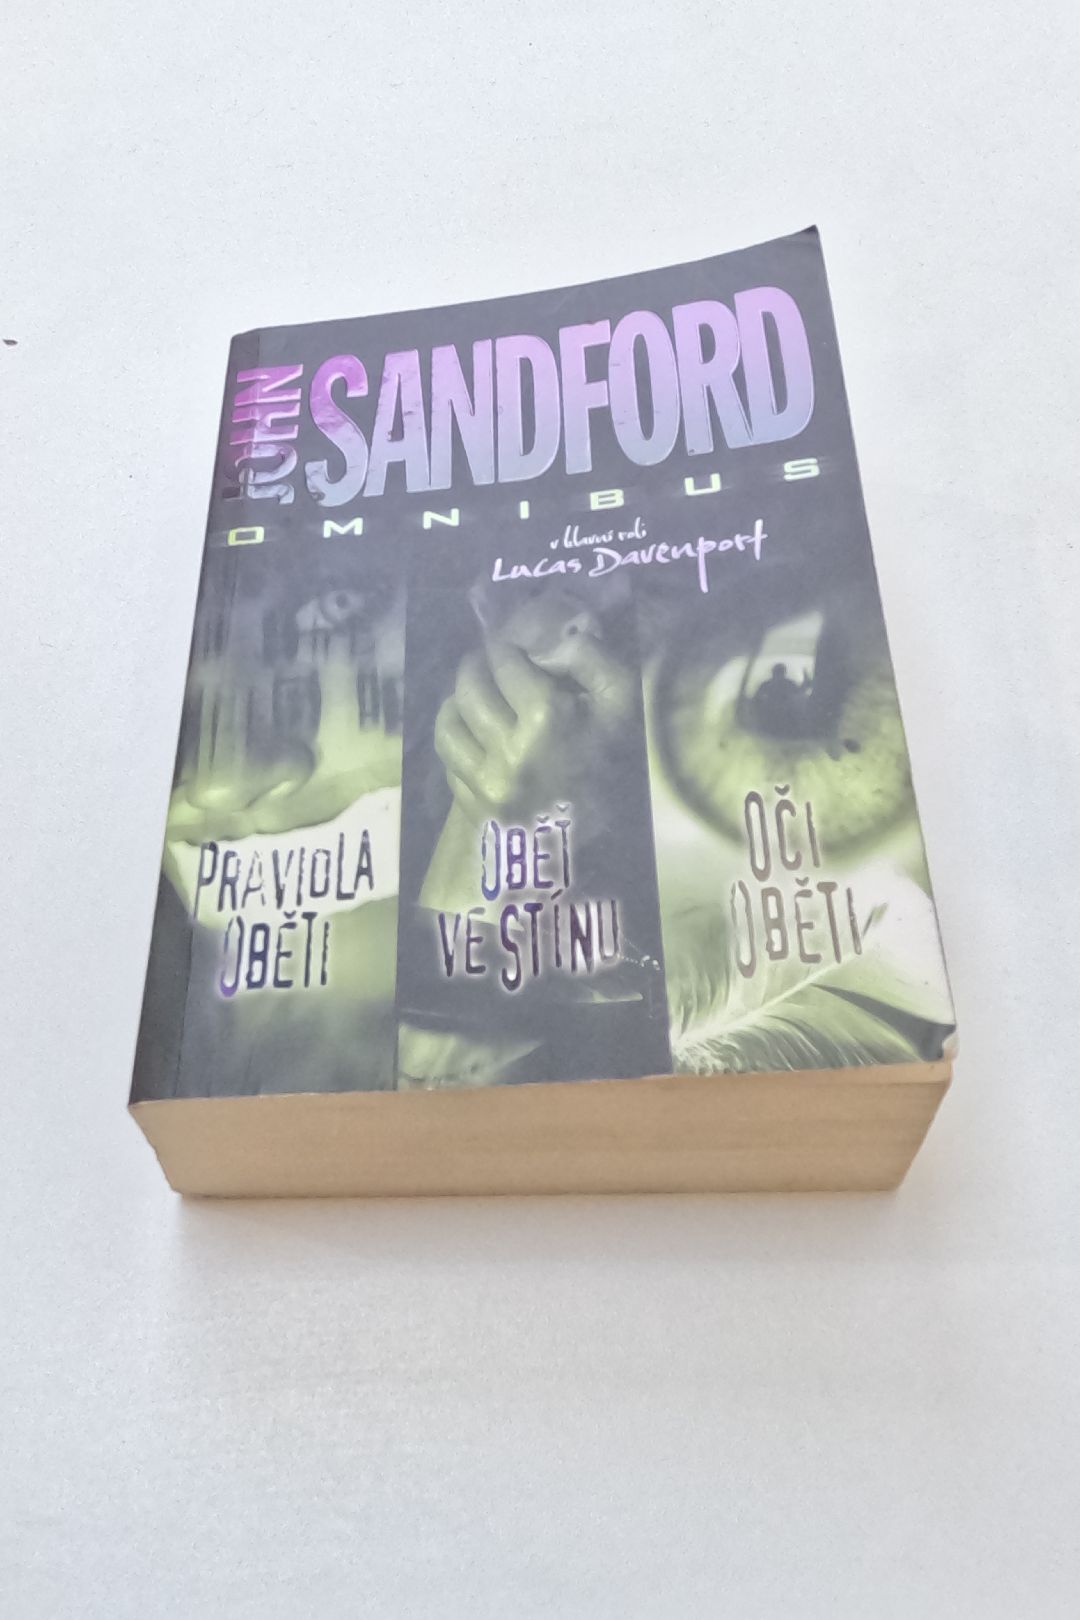 JOHN
SANDFORD
OMNIBUS
v hlavní roli
Lucas Davenport
PRAVIDLA
OBĚTI
OBĚŤ
VE STÍNU
OČI
OBĚTI